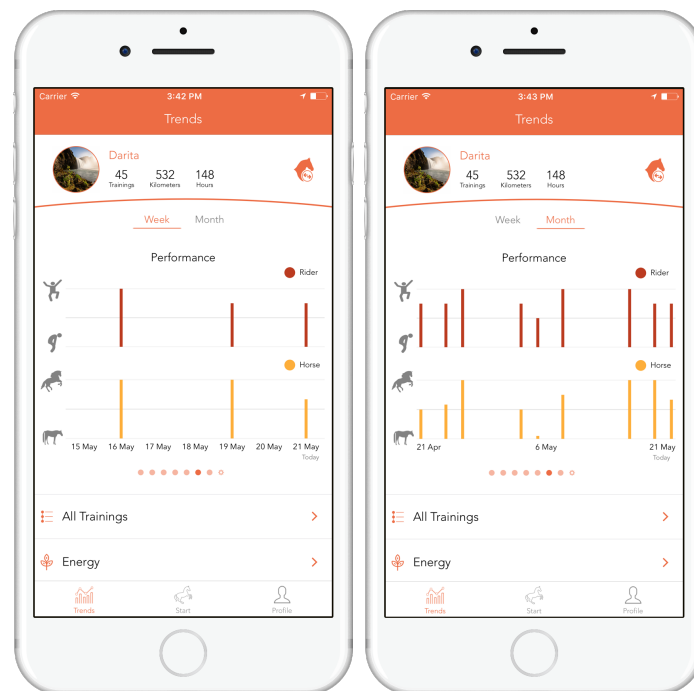 Carrier 3:42 PM
Trends
Darita
45 532 148
Trainings Kilometers Hours
Week Month
Performance
Rider
Horse
15 May 16 May 17 May 18 May 19 May 20 May 21 May
Today
All Trainings
Energy
Trends Start Profile
Carrier 3:43 PM
Trends
Darita
45 532 148
Trainings Kilometers Hours
Week Month
Performance
Rider
Horse
21 Apr 6 May 21 May
Today
All Trainings
Energy
Trends Start Profile